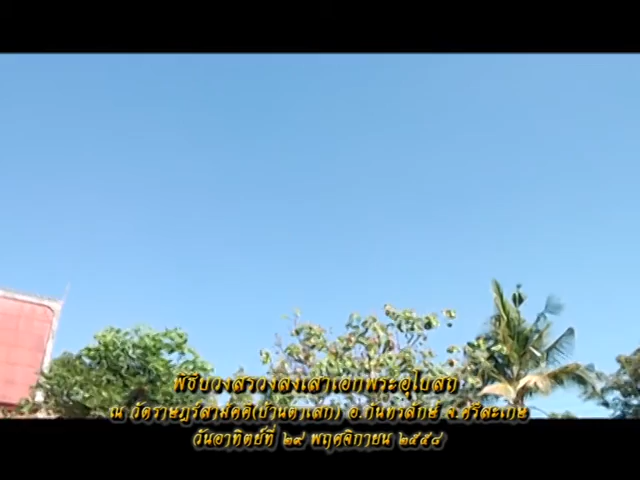 พิธีบวงสรวงลงเสาเอกพระอุโบสถ
ณ วัดราษฎร์สามัคคี(บ้านตาเส็ก) อ.กันทรลักษ์ จ.ศรีสะเกษ
วันอาทิตย์ที่ ๒๙ พฤศจิกายน ๒๕๕๘